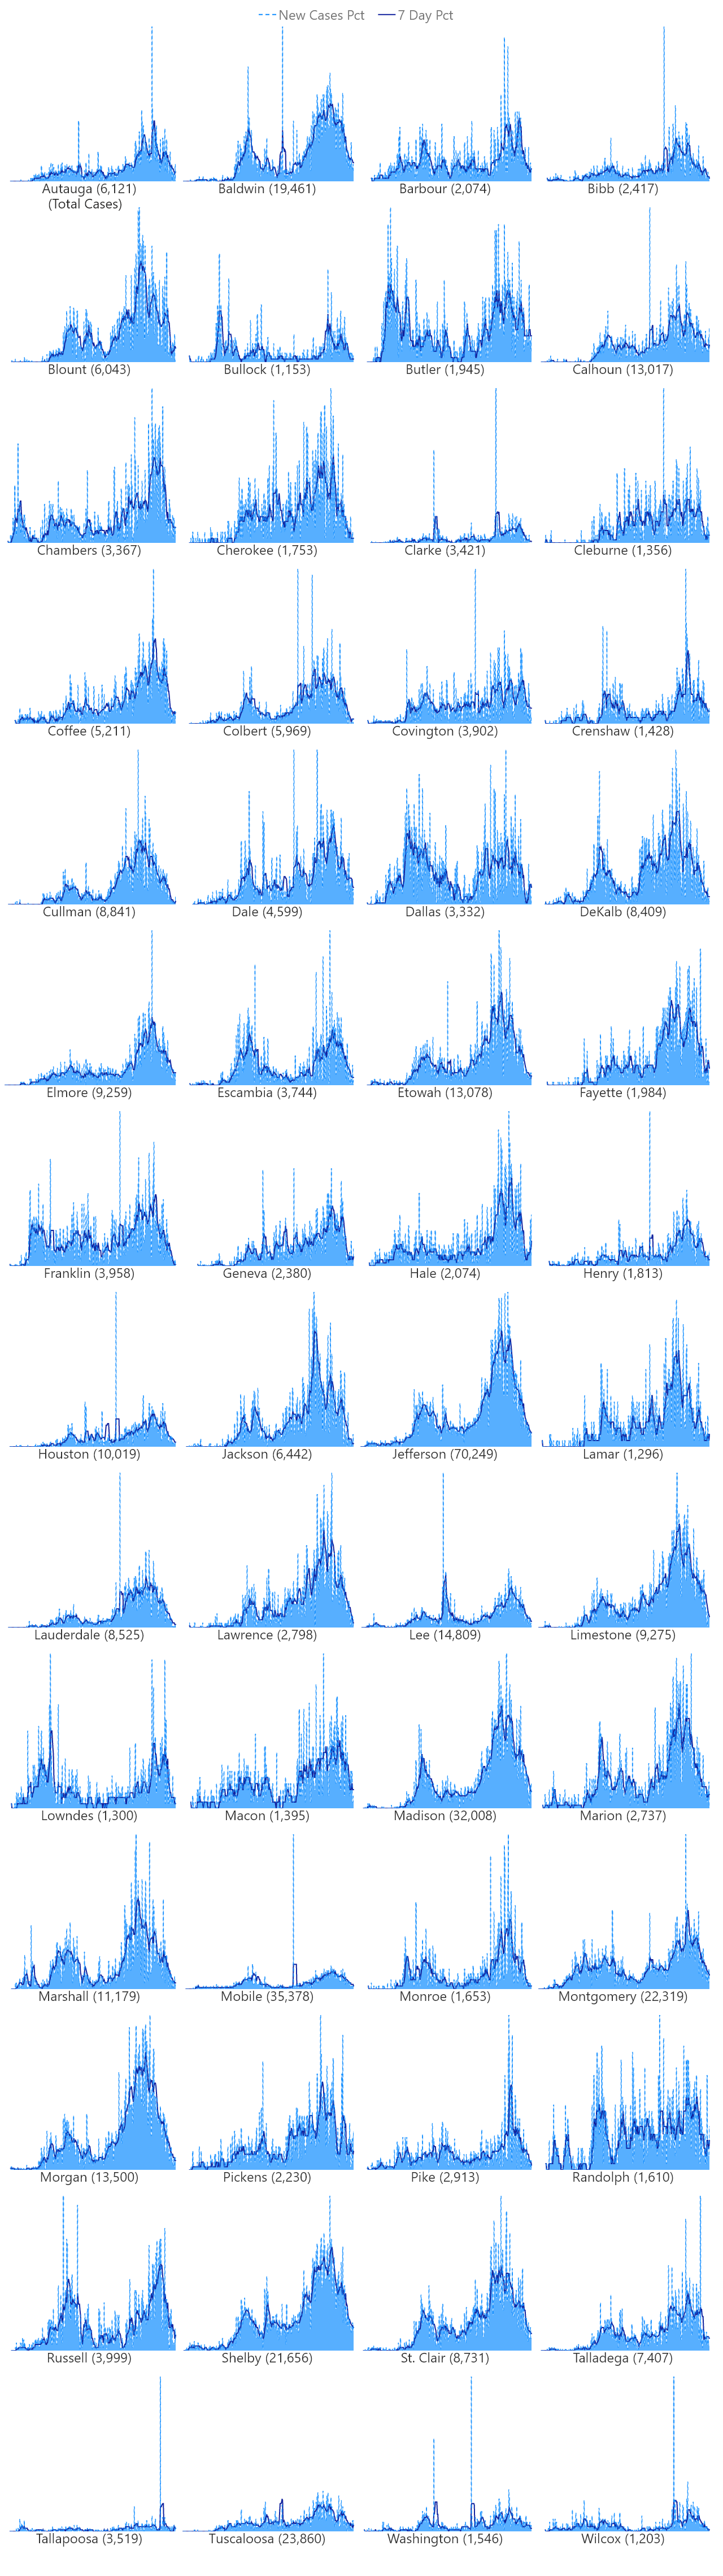 New Cases Pct 7 Day Pct
Autauga (6,121) Baldwin (19,461) Barbour (2,074) Bibb (2,417)
(Total Cases)
Blount (6,043) Bullock (1,153) Butler (1,945) Calhoun (13,017)
Chambers (3,367) Cherokee (1,753) Clarke (3,421) Cleburne (1,356)
Coffee (5,211) Colbert (5,969) Covington (3,902) Crenshaw (1,428)
Cullman (8,841) Dale (4,599) Dallas (3,332) DeKalb (8,409)
Elmore (9,259) Escambia (3,744) Etowah (13,078) Fayette (1,984)
Franklin (3,958) Geneva (2,380) Hale (2,074) Henry (1,813)
Houston (10,019) Jackson (6,442) Jefferson (70,249) Lamar (1,296)
Lauderdale (8,525) Lawrence (2,798) Lee (14,809) Limestone (9,275)
Lowndes (1,300) Macon (1,395) Madison (32,008) Marion (2,737)
Marshall (11,179) Mobile (35,378) Monroe (1,653) Montgomery (22,319)
Morgan (13,500) Pickens (2,230) Pike (2,913) Randolph (1,610)
Russell (3,999) Shelby (21,656) St. Clair (8,731) Talladega (7,407)
Tallapoosa (3,519) Tuscaloosa (23,860) Washington (1,546) Wilcox (1,203)